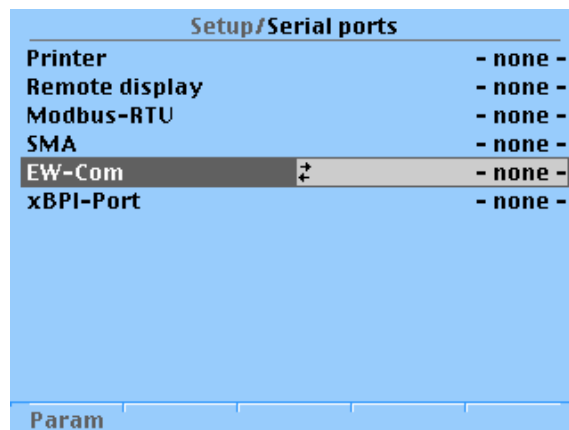 Setup/Serial ports
Printer - none -
Remote display - none -
Modbus-RTU - none -
SMA - none -
EW-Com - none -
xBPI-Port - none -
Param